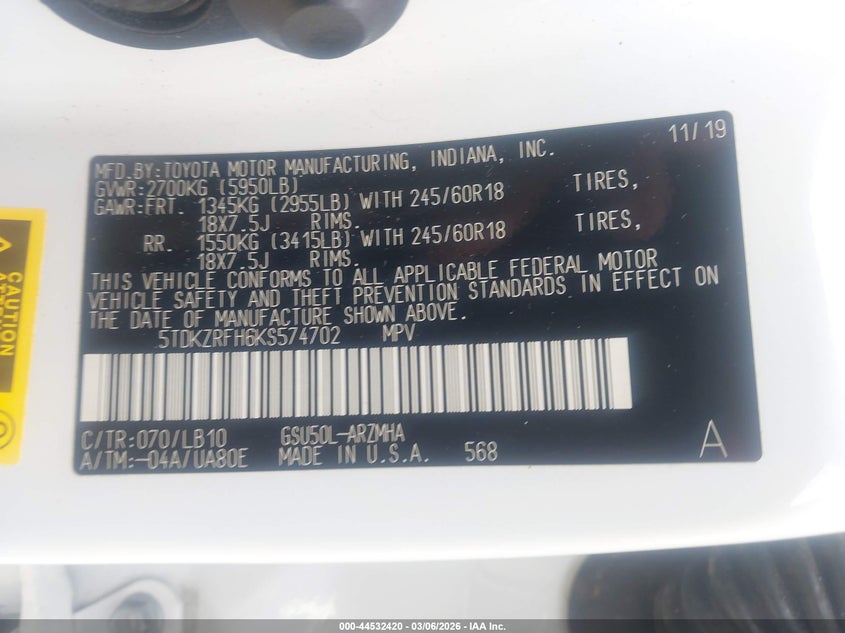 11/19
MFD.BY:TOYOTA MOTOR MANUFACTURING, INDIANA, INC.
GVWR:2700KG (5950LB)
GAWR:FRT. 1345KG (2955LB) WITH 245/60R18 TIRES,
18X7.5J RIMS.
RR. 1550KG (3415LB) WITH 245/60R18 TIRES,
18X7.5J RIMS.
THIS VEHICLE CONFORMS TO ALL APPLICABLE FEDERAL MOTOR
VEHICLE SAFETY AND THEFT PREVENTION STANDARDS IN EFFECT ON
THE DATE OF MANUFACTURE SHOWN ABOVE.
5TDKZRFH6KS574702 MPV
C/TR:070/LB10 GSU50L-ARZMHA
A/TM:-04A/UA80E MADE IN U.S.A. 568 A
CAUTION
000-44532420 - 03/06/2026 - IAA Inc.